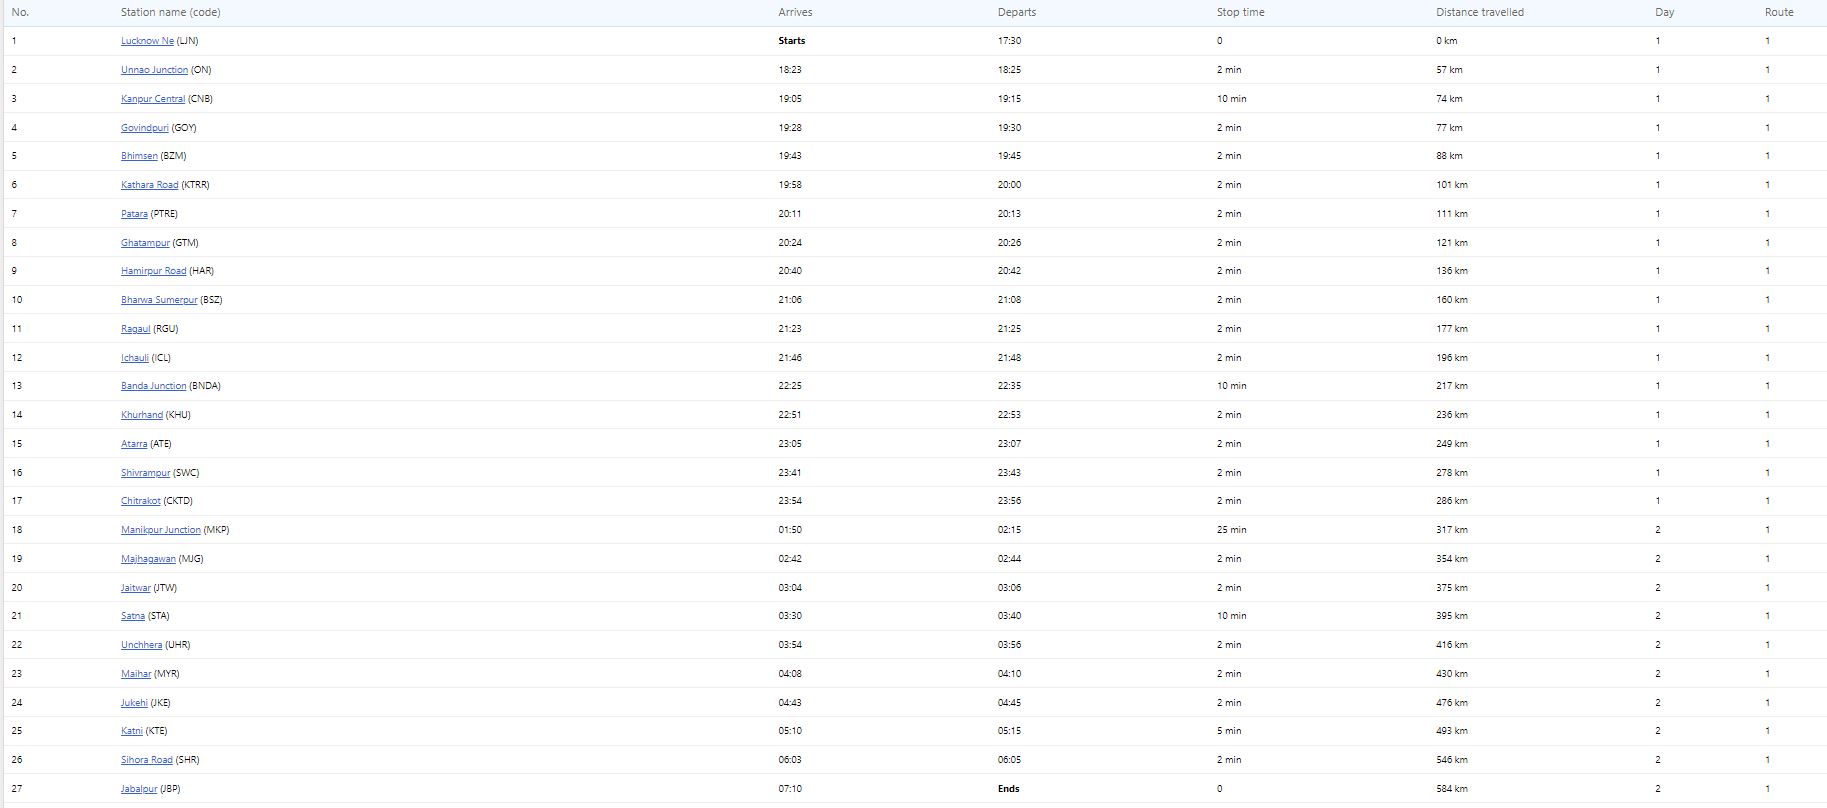 No. Station name (code) Arrives Departs Stop time Distance travelled Day Route
1 Lucknow Ne (LJN) Starts 17:30 0 0 km 1 1
2 Unnao Junction (ON) 18:23 18:25 2 min 57 km 1 1
3 Kanpur Central (CNB) 19:05 19:15 10 min 74 km 1 1
4 Govindpuri (GOY) 19:28 19:30 2 min 77 km 1 1
5 Bhimsen (BZM) 19:43 19:45 2 min 88 km 1 1
6 Kathara Road (KTRR) 19:58 20:00 2 min 101 km 1 1
7 Patara (PTRE) 20:11 20:13 2 min 111 km 1 1
8 Ghatampur (GTM) 20:24 20:26 2 min 121 km 1 1
9 Hamirpur Road (HAR) 20:40 20:42 2 min 136 km 1 1
10 Bharwa Sumerpur (BSZ) 21:06 21:08 2 min 160 km 1 1
11 Ragaul (RGU) 21:23 21:25 2 min 177 km 1 1
12 Ichauli (ICL) 21:46 21:48 2 min 196 km 1 1
13 Banda Junction (BNDA) 22:25 22:35 10 min 217 km 1 1
14 Khurhand (KHU) 22:51 22:53 2 min 236 km 1 1
15 Atarra (ATE) 23:05 23:07 2 min 249 km 1 1
16 Shivrampur (SWC) 23:41 23:43 2 min 278 km 1 1
17 Chitrakot (CKTD) 23:54 23:56 2 min 286 km 1 1
18 Manikpur Junction (MKP) 01:50 02:15 25 min 317 km 2 1
19 Majhagawan (MJG) 02:42 02:44 2 min 354 km 2 1
20 Jaitwar (JTW) 03:04 03:06 2 min 375 km 2 1
21 Satna (STA) 03:30 03:40 10 min 395 km 2 1
22 Unchhera (UHR) 03:54 03:56 2 min 416 km 2 1
23 Maihar (MYR) 04:08 04:10 2 min 430 km 2 1
24 Jukehi (JKE) 04:43 04:45 2 min 476 km 2 1
25 Katni (KTE) 05:10 05:15 5 min 493 km 2 1
26 Sihora Road (SHR) 06:03 06:05 2 min 546 km 2 1
27 Jabalpur (JBP) 07:10 Ends 0 584 km 2 1